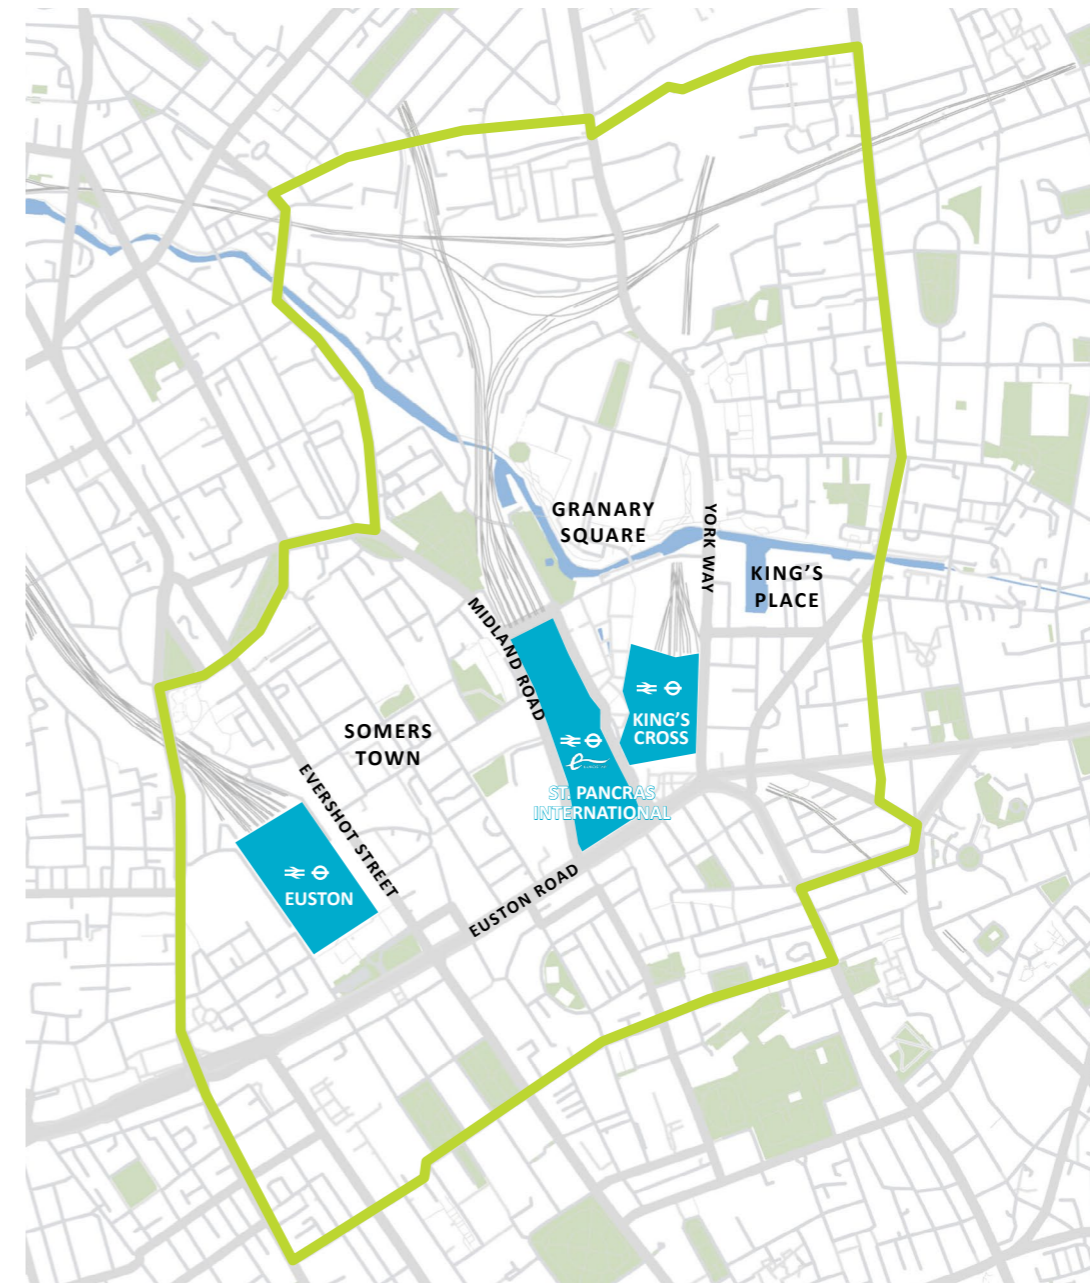 GRANARY
SQUARE
YORK WAY
KING'S
PLACE
MIDLAND ROAD
KING'S
CROSS
SOMERS
TOWN
ST. PANCRAS
INTERNATIONAL
EVERSHOT STREET
EUSTON
EUSTON ROAD